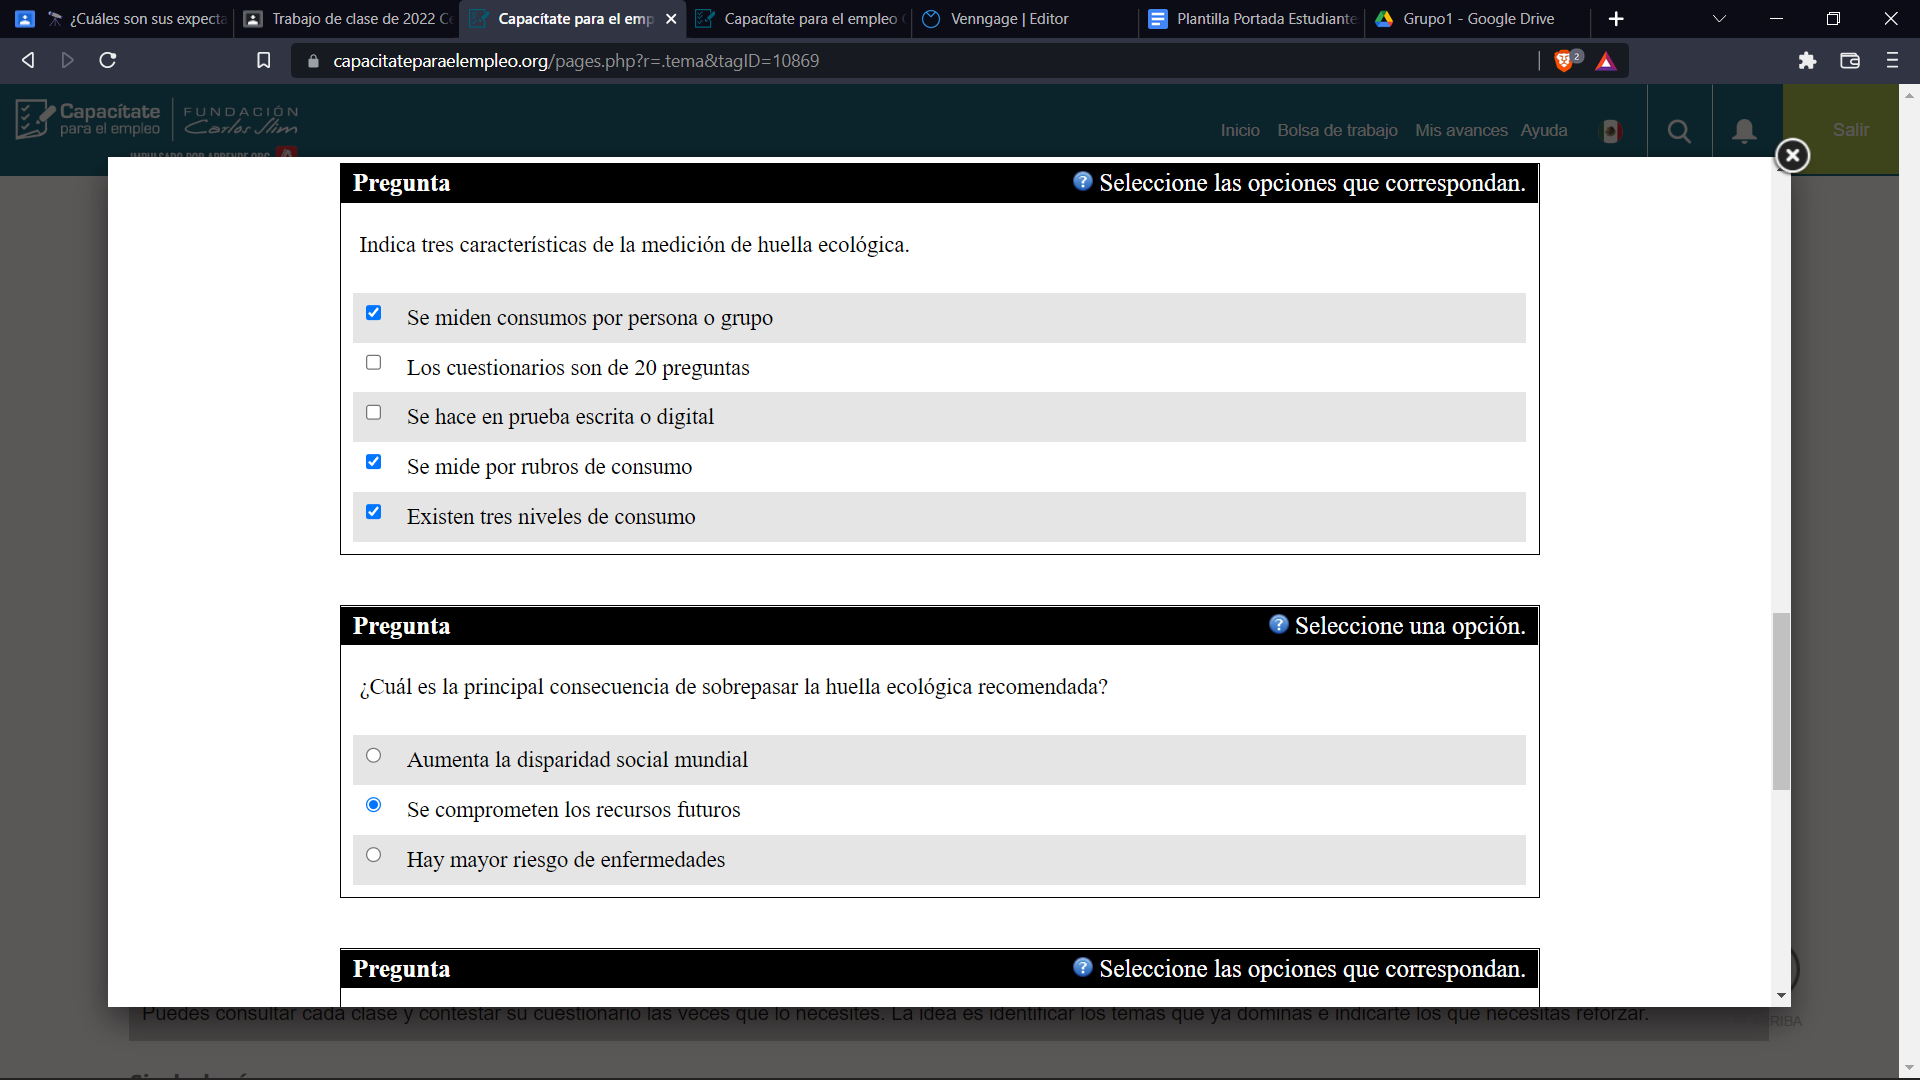 ¿Cuáles son sus expecta
Trabajo de clase de 2022 Ce
Capacítate para el emp
Capacítate para el empleo
Venngage | Editor
Plantilla Portada Estudiante
Grupo1 - Google Drive
capacitateparaelempleo.org/pages.php?r=.tema&tagID=10869
2
Capacítate
para el empleo
FUNDACIÓN
Carlos Slim
IMPULSADO POR APRENDE.ORG
Inicio
Bolsa de trabajo
Mis avances
Ayuda
Salir
Pregunta
Seleccione las opciones que correspondan.
Indica tres características de la medición de huella ecológica.
Se miden consumos por persona o grupo
Los cuestionarios son de 20 preguntas
Se hace en prueba escrita o digital
Se mide por rubros de consumo
Existen tres niveles de consumo
Pregunta
Seleccione una opción.
¿Cuál es la principal consecuencia de sobrepasar la huella ecológica recomendada?
Aumenta la disparidad social mundial
Se comprometen los recursos futuros
Hay mayor riesgo de enfermedades
Pregunta
Seleccione las opciones que correspondan.
Puedes consultar cada clase y contestar su cuestionario las veces que lo necesites. La idea es identificar los temas que ya dominas e indicarte los que necesitas reforzar.
RIBA